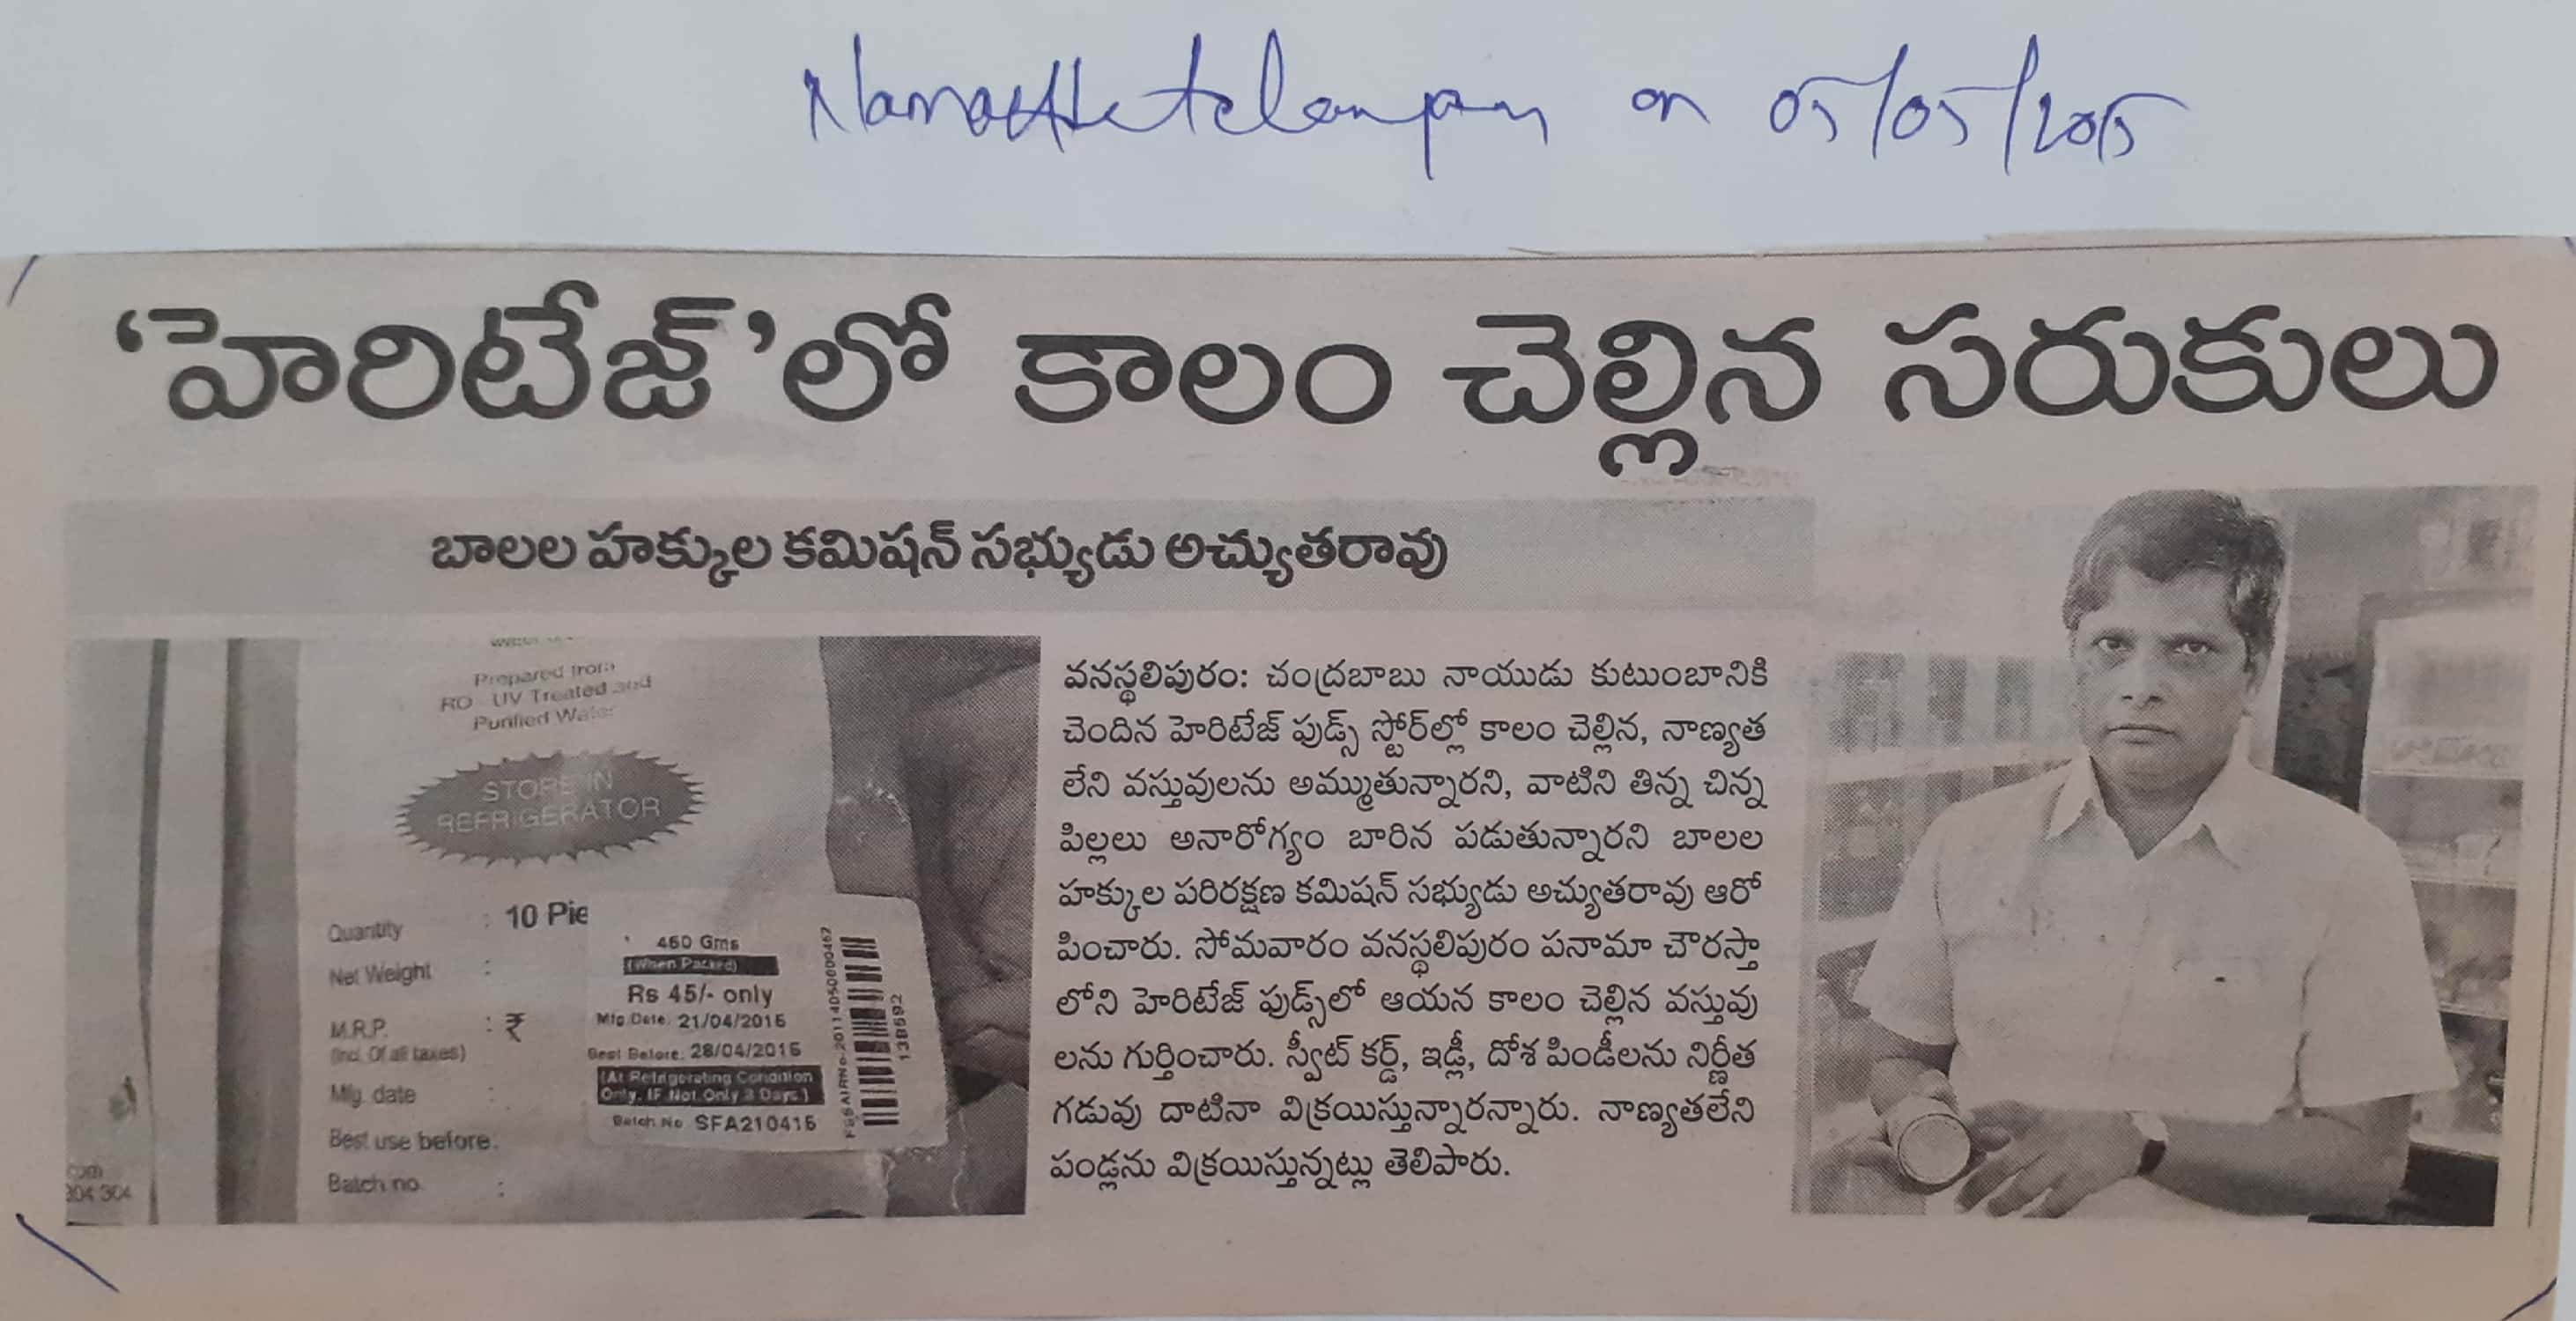 Namasthe telangana on 05/05/2015
‘హెరిటేజ్’లో కాలం చెల్లిన సరుకులు
బాలల హక్కుల కమిషన్ సభ్యుడు అచ్యుతరావు
Prepared from
RO UV Treated and
Purified Water
STORE IN
REFRIGERATOR
Quantity : 10 Pie
Net Weight :
M.R.P. : ₹
(Incl. Of all taxes)
Mfg. date :
Best use before:
Batch no. :
460 Gms
(When Packed)
Rs 45/- only
Mfg.Date: 21/04/2015
Best Before: 28/04/2015
(At Refrigerating Condition
Only, IF Not Only 3 Days)
Batch No SFA210415
138592
304 304
వనస్థలిపురం: చంద్రబాబు నాయుడు కుటుంబానికి
చెందిన హెరిటేజ్ ఫుడ్స్ స్టోర్‌ల్లో కాలం చెల్లిన, నాణ్యత
లేని వస్తువులను అమ్ముతున్నారని, వాటిని తిన్న చిన్న
పిల్లలు అనారోగ్యం బారిన పడుతున్నారని బాలల
హక్కుల పరిరక్షణ కమిషన్ సభ్యుడు అచ్యుతరావు ఆరో
పించారు. సోమవారం వనస్థలిపురం పనామా చౌరస్తా
లోని హెరిటేజ్ ఫుడ్స్‌లో ఆయన కాలం చెల్లిన వస్తువు
లను గుర్తించారు. స్వీట్ కర్డ్, ఇడ్లీ, దోశ పిండీలను నిర్ణీత
గడువు దాటినా విక్రయిస్తున్నారన్నారు. నాణ్యతలేని
పండ్లను విక్రయిస్తున్నట్లు తెలిపారు.